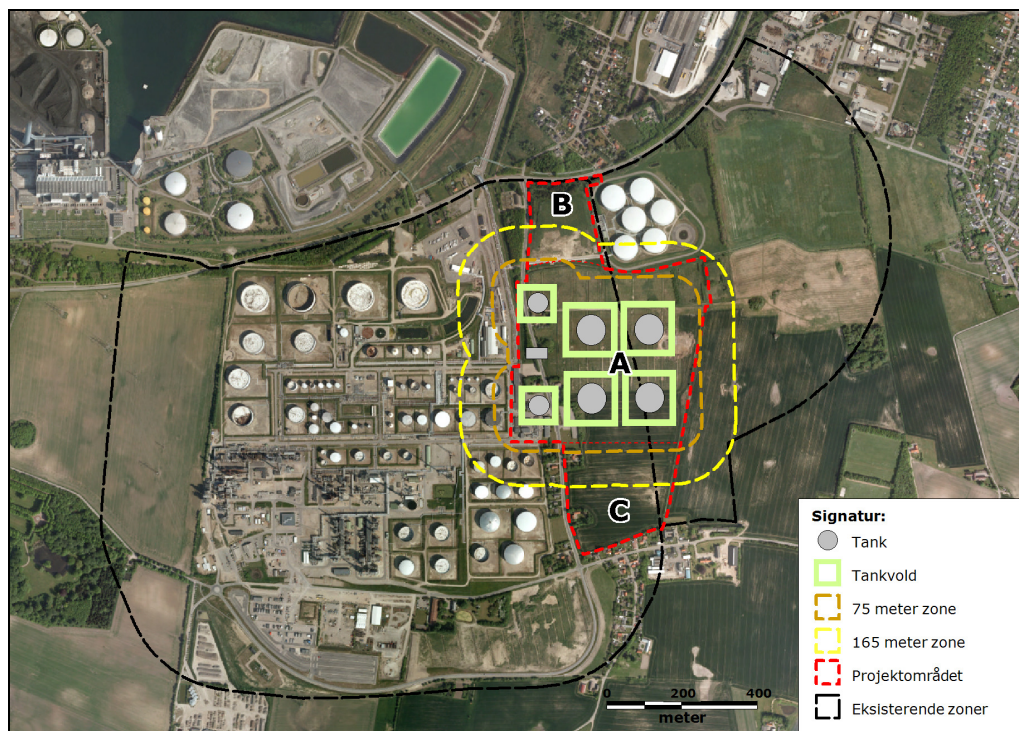 B
A
C
Signatur:
Tank
Tankvold
75 meter zone
165 meter zone
Projektområdet
Eksisterende zoner
0 200 400
meter